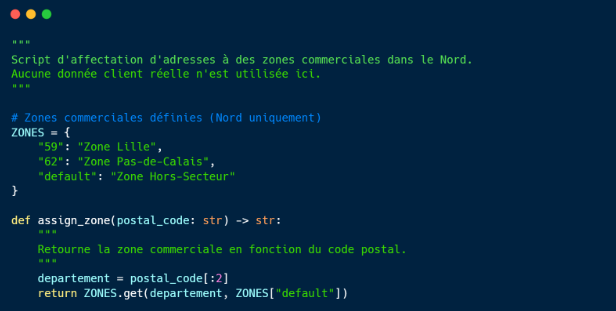 """
Script d'affectation d'adresses à des zones commerciales dans le Nord.
Aucune donnée client réelle n'est utilisée ici.
"""
# Zones commerciales définies (Nord uniquement)
ZONES = {
    "59": "Zone Lille",
    "62": "Zone Pas-de-Calais",
    "default": "Zone Hors-Secteur"
}
def assign_zone(postal_code: str) -> str:
    """
    Retourne la zone commerciale en fonction du code postal.
    """
    departement = postal_code[:2]
    return ZONES.get(departement, ZONES["default"])